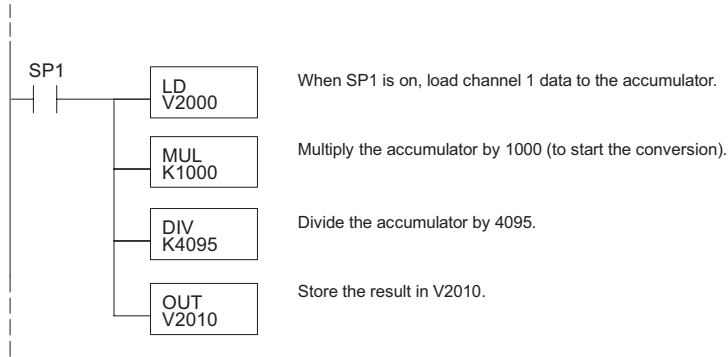 SP1
LD
V2000
When SP1 is on, load channel 1 data to the accumulator.
MUL
K1000
Multiply the accumulator by 1000 (to start the conversion).
DIV
K4095
Divide the accumulator by 4095.
OUT
V2010
Store the result in V2010.